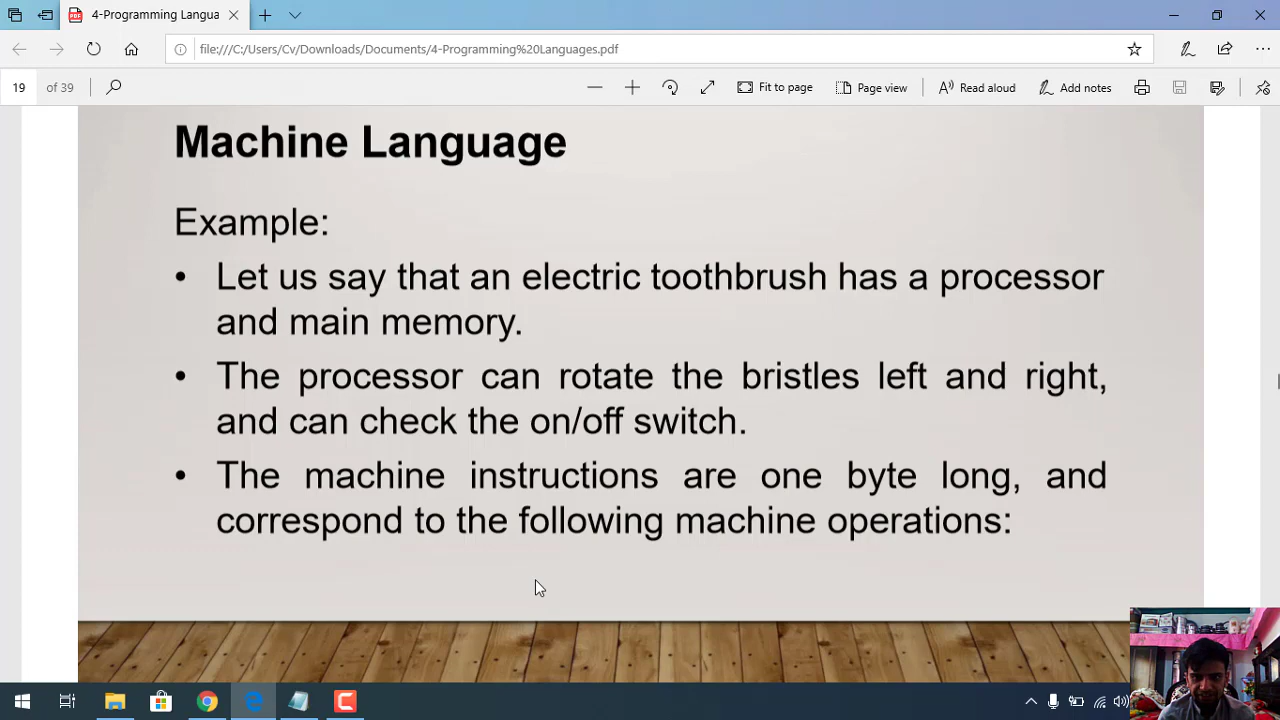 4-Programming Langua
file:///C:/Users/Cv/Downloads/Documents/4-Programming%20Languages.pdf
19 of 39
Fit to page
Page view
Read aloud
Add notes
Machine Language
Example:
• Let us say that an electric toothbrush has a processor
and main memory.
• The processor can rotate the bristles left and right,
and can check the on/off switch.
• The machine instructions are one byte long, and
correspond to the following machine operations: